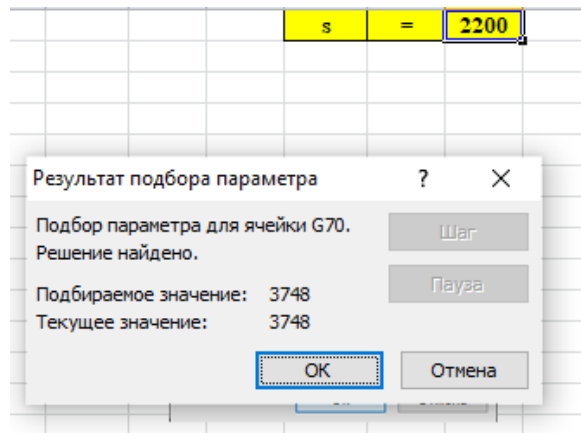 s = 2200
Результат подбора параметра ? ×
Подбор параметра для ячейки G70.
Решение найдено.
Шаг
Пауза
Подбираемое значение: 3748
Текущее значение: 3748
ОК Отмена